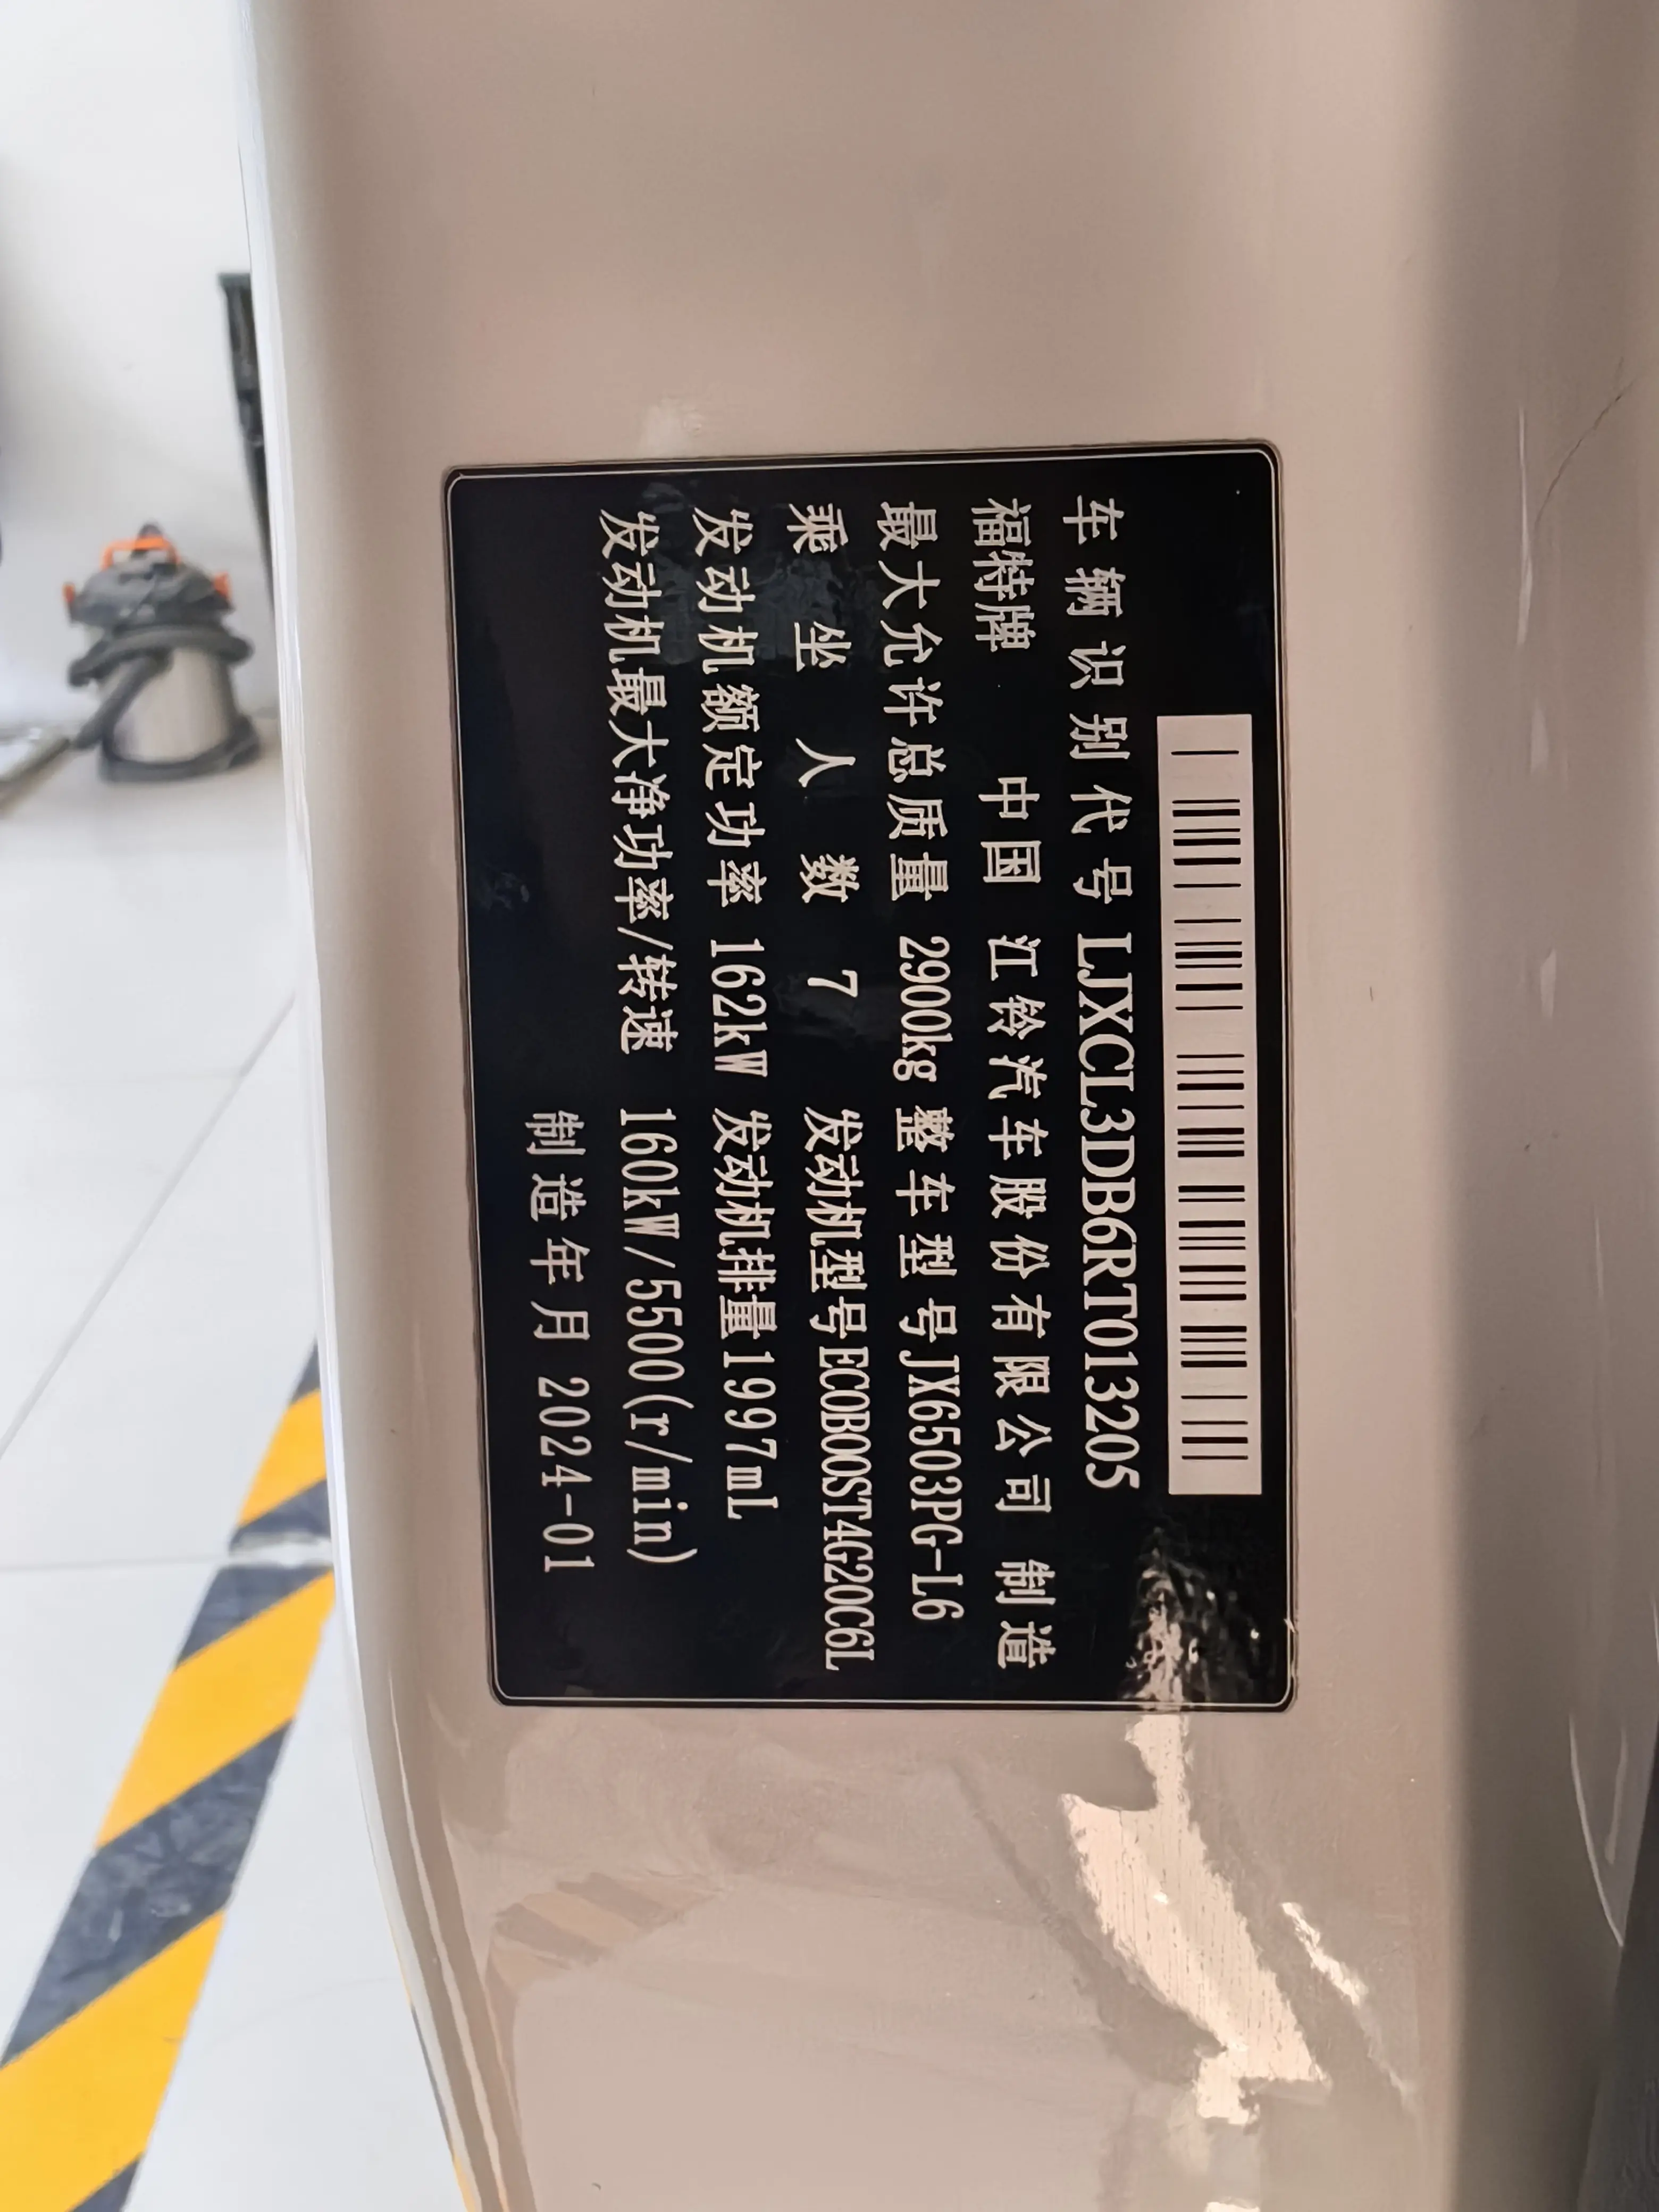 车辆识别代号 LJXCL3DB6RT013205
福特牌 中国 江铃汽车股份有限公司 制造
最大允许总质量 2900kg 整车型号 JX6503PG-L6
乘坐人数 7 发动机型号 ECOBOOST4G20C6L
发动机额定功率 162kW 发动机排量 1997mL
发动机最大净功率/转速 160kW/5500(r/min)
制造年月 2024-01